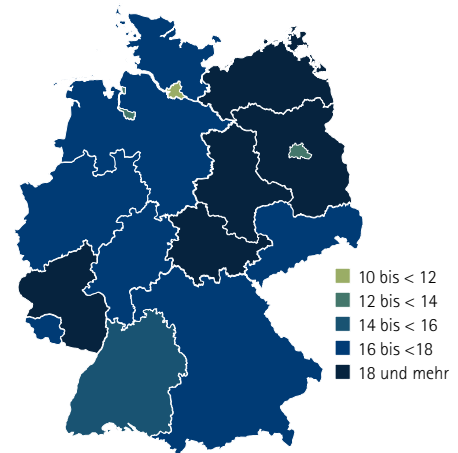 10 bis < 12
12 bis < 14
14 bis < 16
16 bis <18
18 und mehr